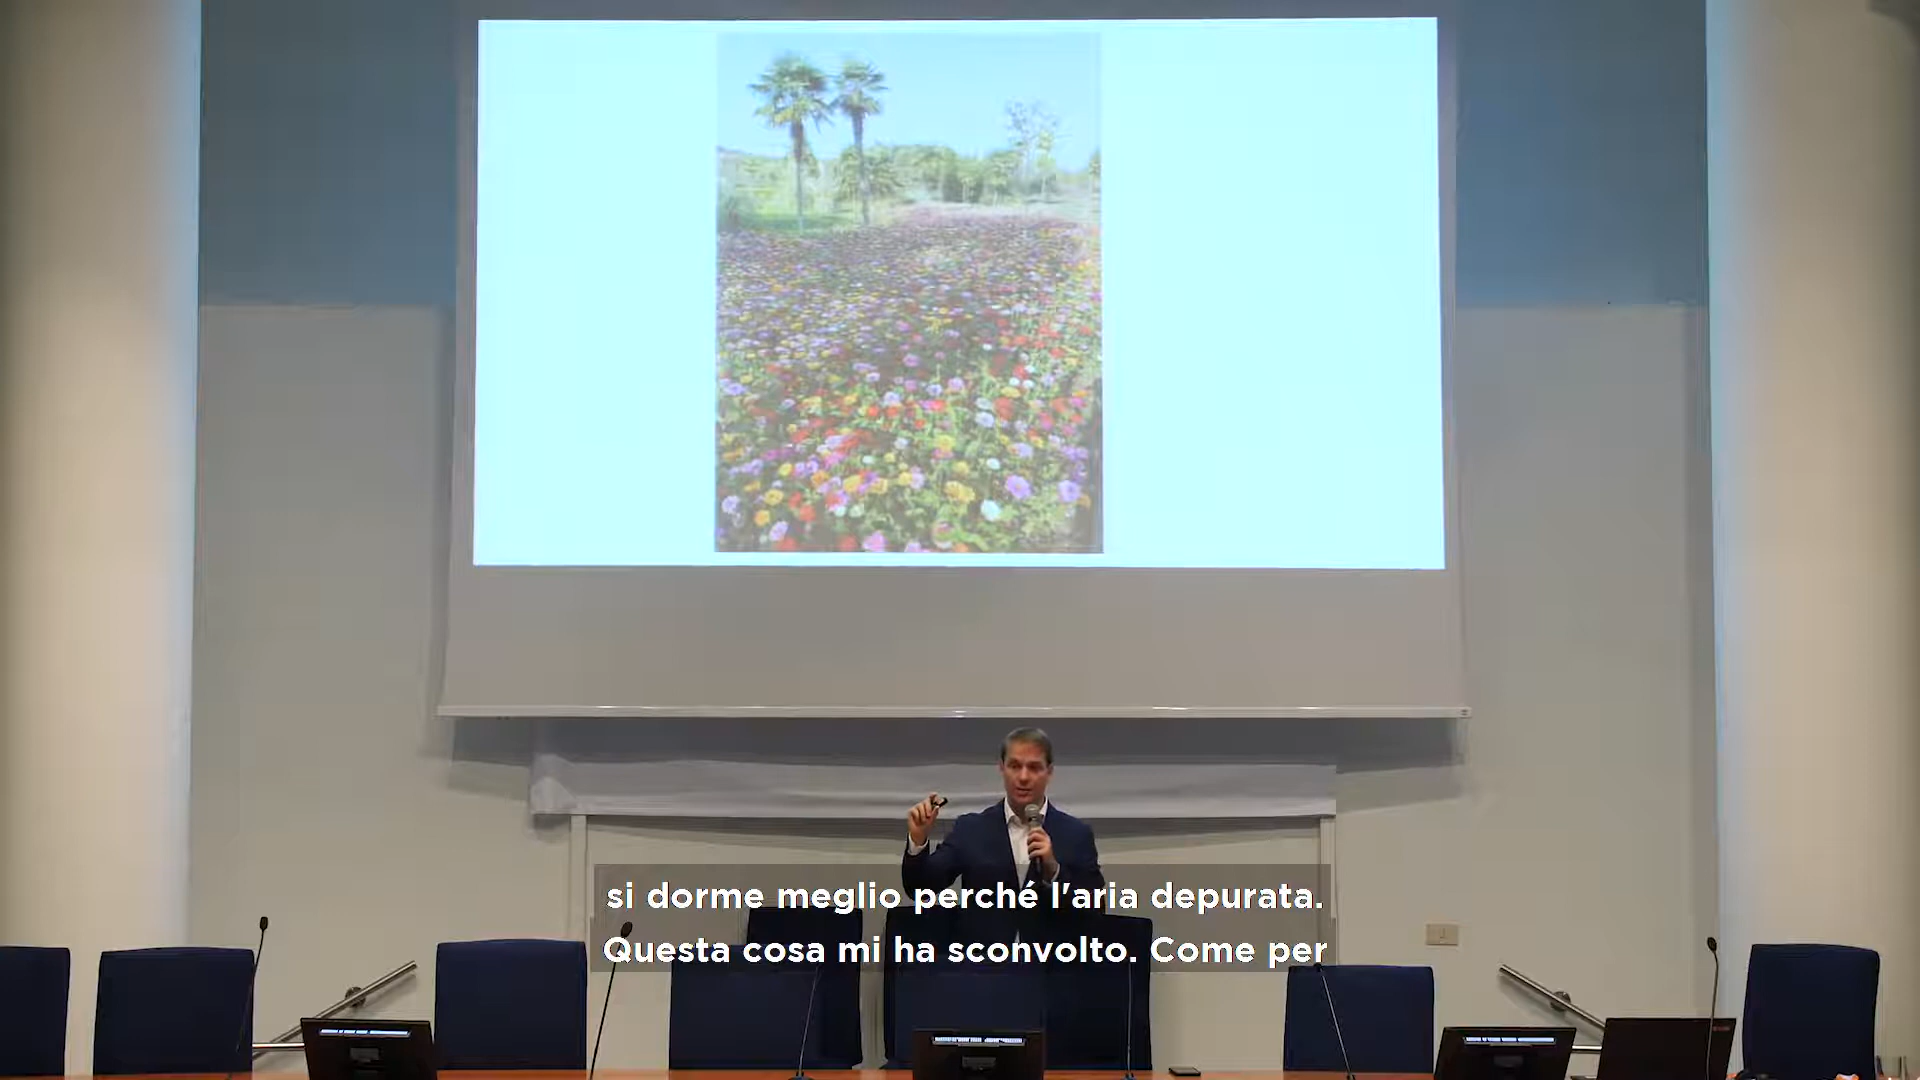 si dorme meglio perché l'aria depurata.
Questa cosa mi ha sconvolto. Come per